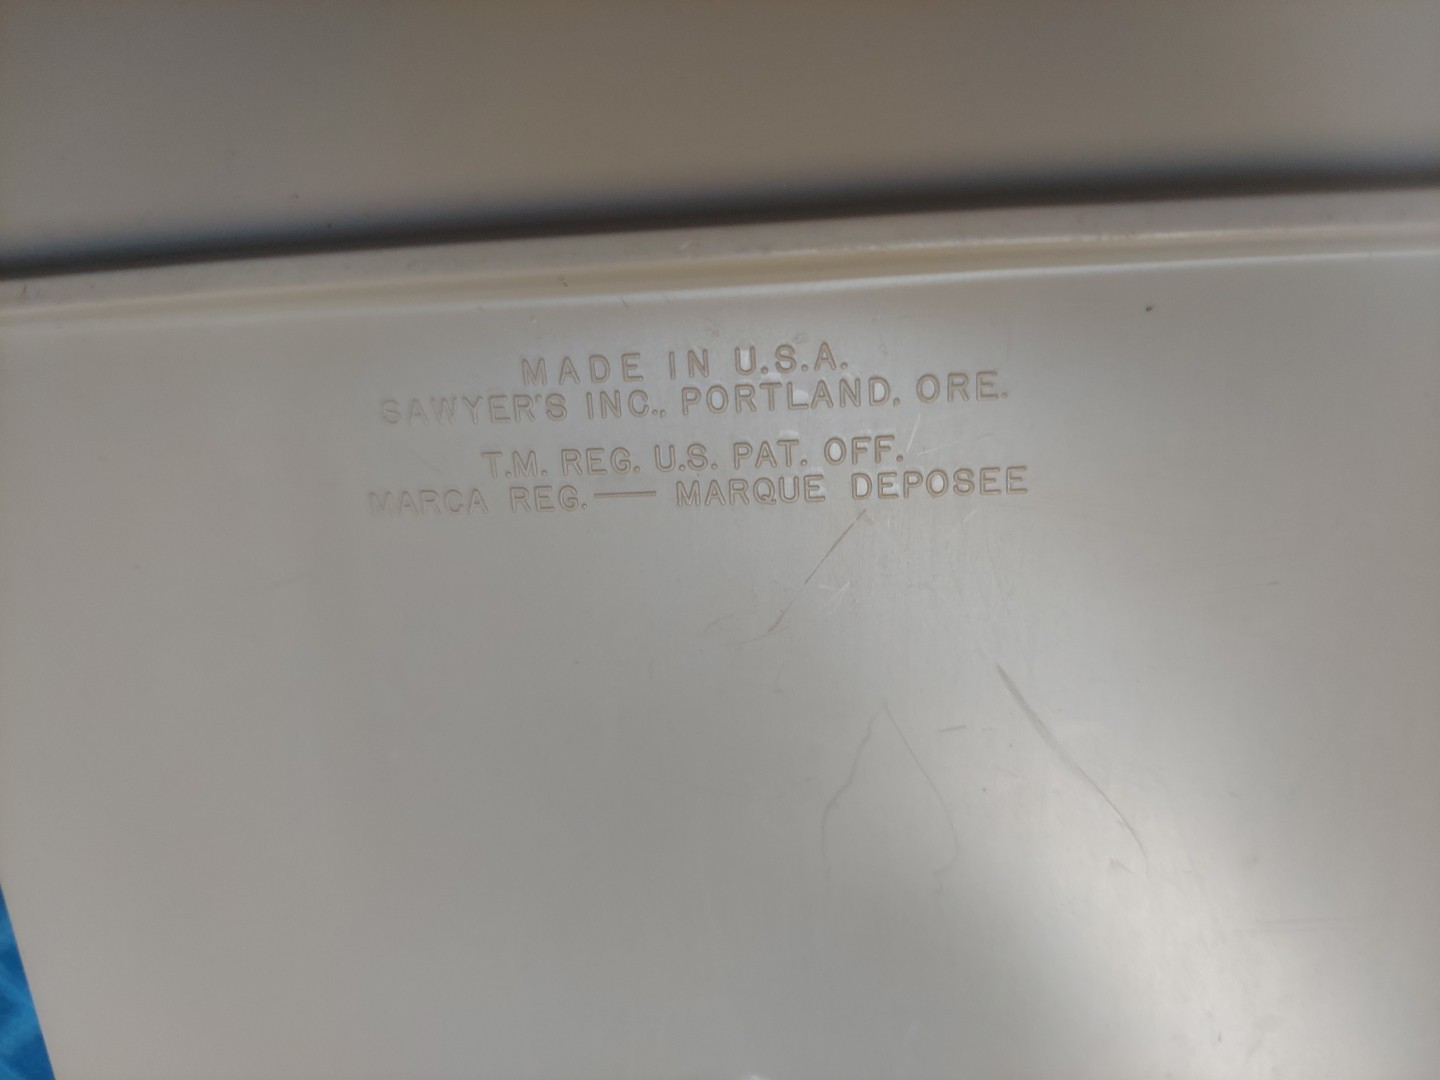 MADE IN U.S.A.
SAWYER'S INC., PORTLAND, ORE.
T.M. REG. U.S. PAT. OFF.
MARCA REG.— MARQUE DEPOSEE